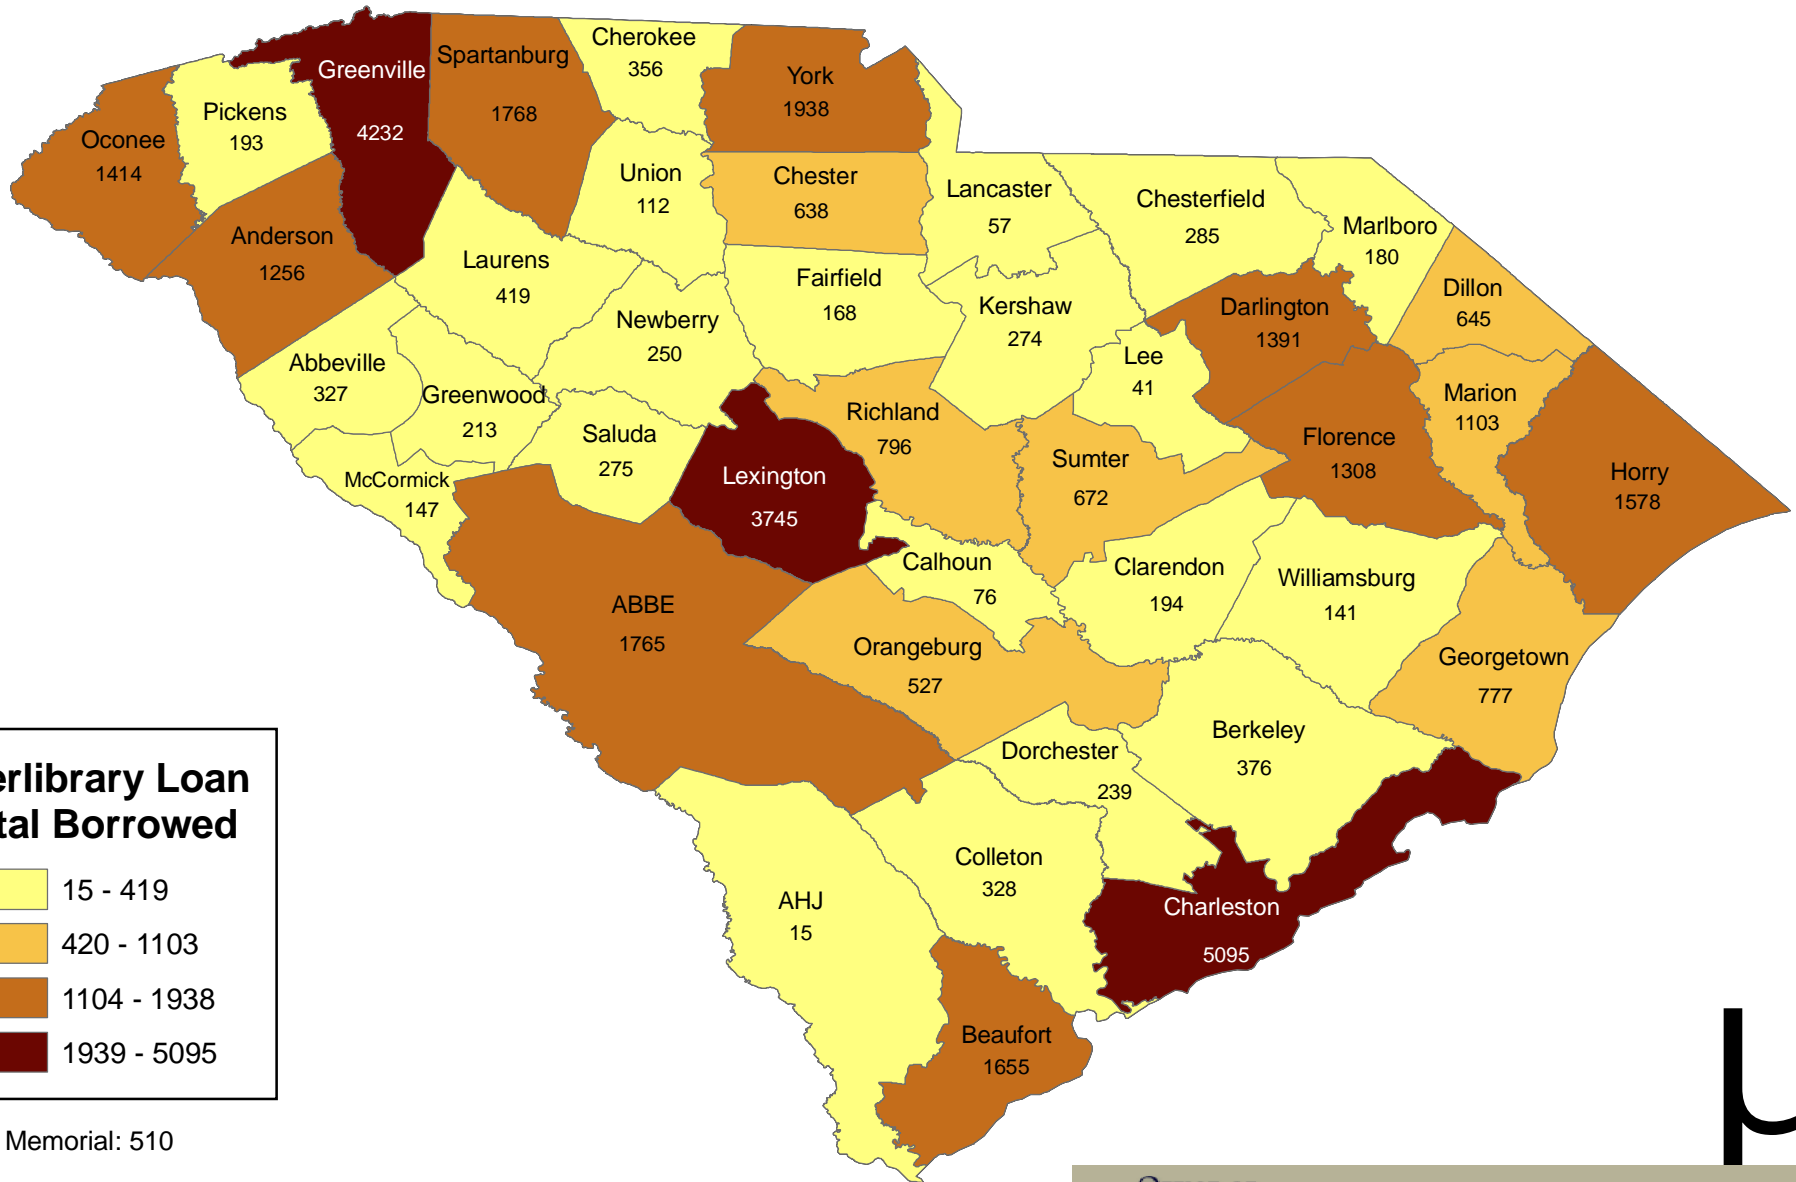 Cherokee
356
Spartanburg
1768
Greenville
4232
York
1938
Pickens
193
Oconee
1414
Union
112
Chester
638
Lancaster
57
Chesterfield
285
Marlboro
180
Anderson
1256
Laurens
419
Fairfield
168
Kershaw
274
Darlington
1391
Dillon
645
Newberry
250
Lee
41
Abbeville
327
Greenwood
213
Richland
796
Marion
1103
Saluda
275
Sumter
672
Florence
1308
Horry
1578
McCormick
147
Lexington
3745
Calhoun
76
Clarendon
194
Williamsburg
141
ABBE
1765
Orangeburg
527
Georgetown
777
Dorchester
239
Berkeley
376
Colleton
328
AHJ
15
Charleston
5095
Beaufort
1655
erlibrary Loan
tal Borrowed
15 - 419
420 - 1103
1104 - 1938
1939 - 5095
Memorial: 510
µ